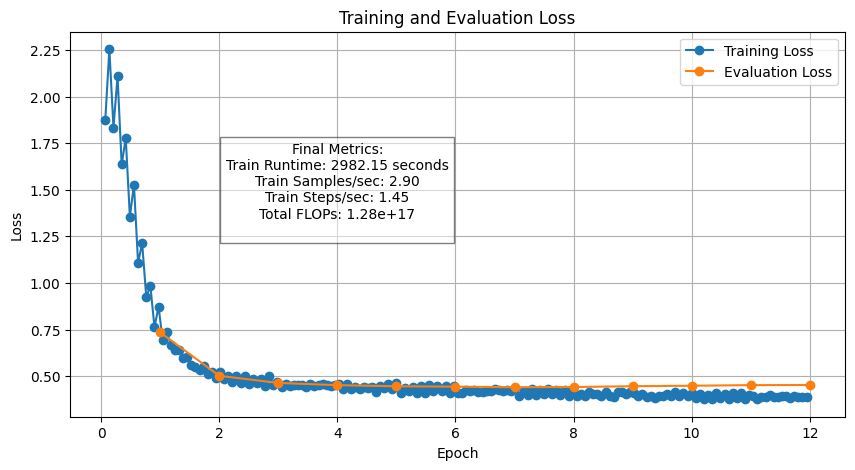 Training and Evaluation Loss
Training Loss
Evaluation Loss
Final Metrics:
Train Runtime: 2982.15 seconds
Train Samples/sec: 2.90
Train Steps/sec: 1.45
Total FLOPs: 1.28e+17
Loss
2.25
2.00
1.75
1.50
1.25
1.00
0.75
0.50
0 2 4 6 8 10 12
Epoch